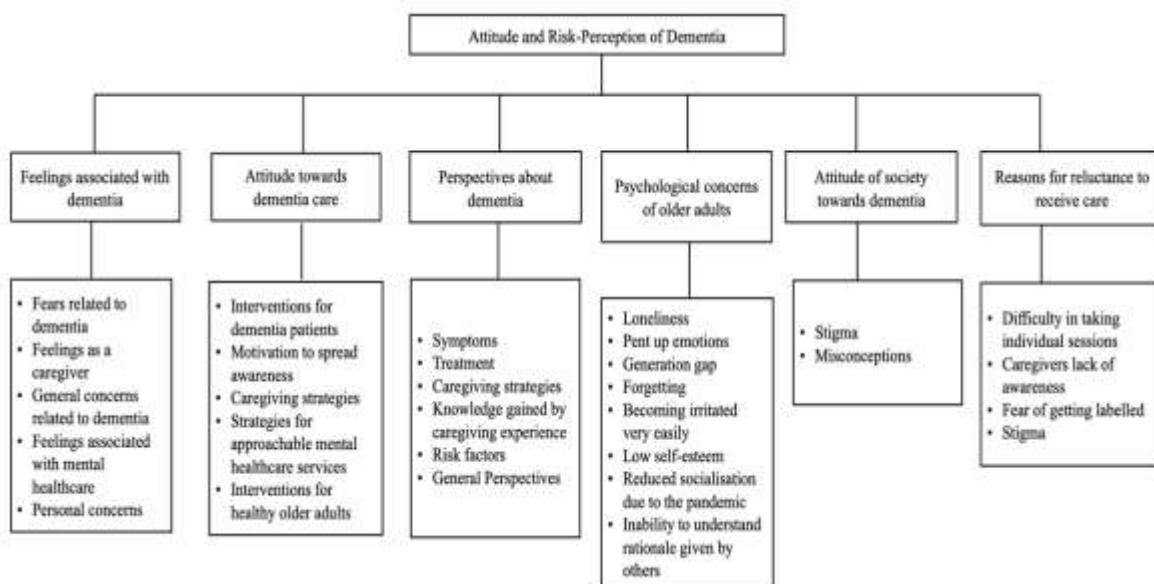 Attitude and Risk-Perception of Dementia
Feelings associated with
dementia
Attitude towards
dementia care
Perspectives about
dementia
Psychological concerns
of older adults
Attitude of society
towards dementia
Reasons for reluctance to
receive care
• Fears related to
dementia
• Feelings as a
caregiver
• General concerns
related to dementia
• Feelings associated
with mental
healthcare
• Personal concerns
• Interventions for
dementia patients
• Motivation to spread
awareness
• Caregiving strategies
• Strategies for
approachable mental
healthcare services
• Interventions for
healthy older adults
• Symptoms
• Treatment
• Caregiving strategies
• Knowledge gained by
caregiving experience
• Risk factors
• General Perspectives
• Loneliness
• Pent up emotions
• Generation gap
• Forgetting
• Becoming irritated
very easily
• Low self-esteem
• Reduced socialisation
due to the pandemic
• Inability to understand
rationale given by
others
• Stigma
• Misconceptions
• Difficulty in taking
individual sessions
• Caregivers lack of
awareness
• Fear of getting labelled
• Stigma